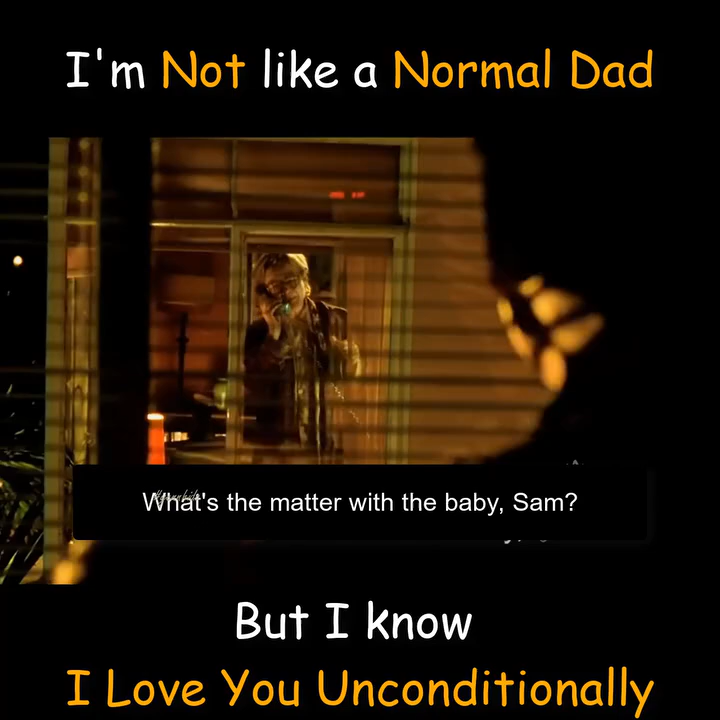 I'm Not like a Normal Dad
What's the matter with the baby, Sam?
But I know
I Love You Unconditionally